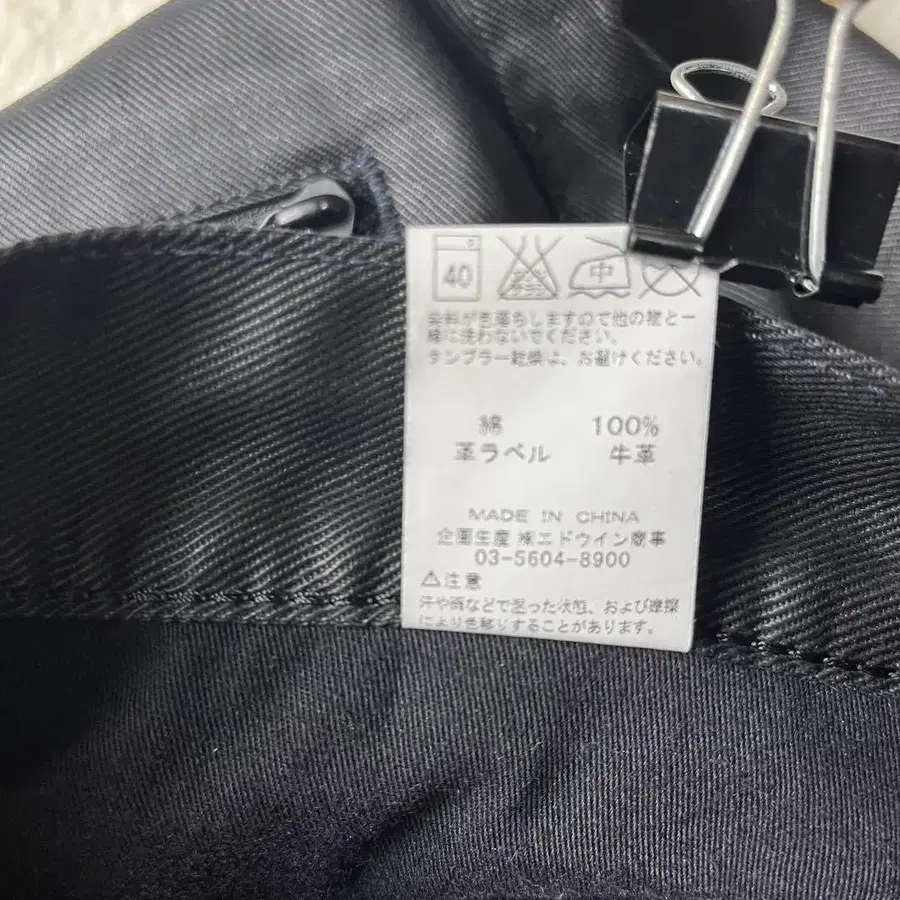 40 中
染料が色落ちしますので他の物と一
緒に洗わないでください。
タンブラー乾燥は、お避けください。
綿 100%
革ラベル 牛革
MADE IN CHINA
企画生産 ㈱エドウイン商事
03-5604-8900
⚠注意
汗や雨などで湿った状態、および摩擦
により色移りすることがあります。